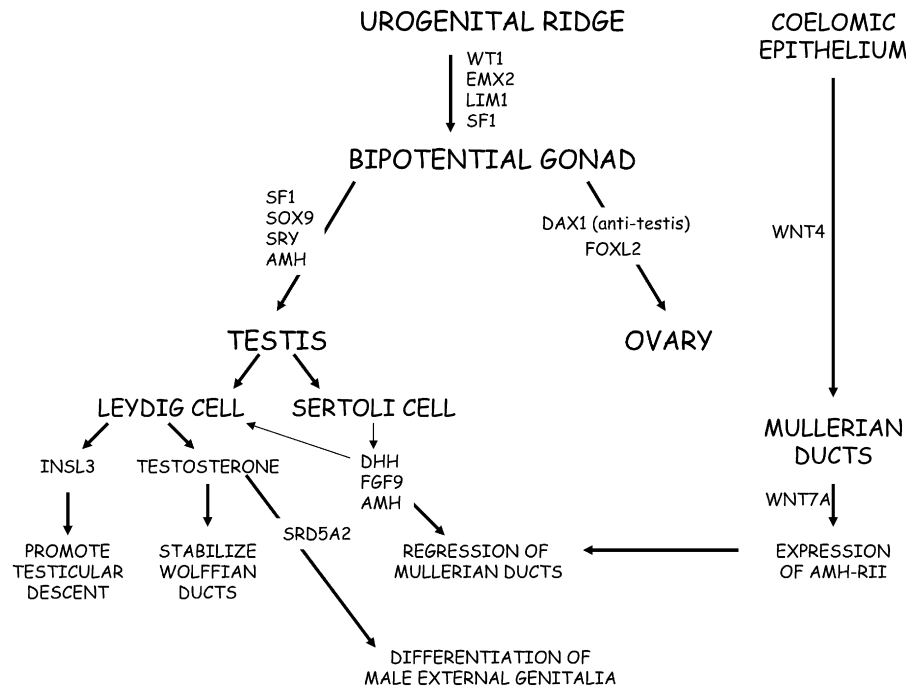 UROGENITAL RIDGE
COELOMIC
EPITHELIUM
WT1
EMX2
LIM1
SF1
BIPOTENTIAL GONAD
SF1
SOX9
SRY
AMH
DAX1 (anti-testis)
FOXL2
WNT4
TESTIS
OVARY
LEYDIG CELL
SERTOLI CELL
MULLERIAN
DUCTS
INSL3
TESTOSTERONE
DHH
FGF9
AMH
WNT7A
SRD5A2
PROMOTE
TESTICULAR
DESCENT
STABILIZE
WOLFFIAN
DUCTS
REGRESSION OF
MULLERIAN DUCTS
EXPRESSION
OF AMH-RII
DIFFERENTIATION OF
MALE EXTERNAL GENITALIA